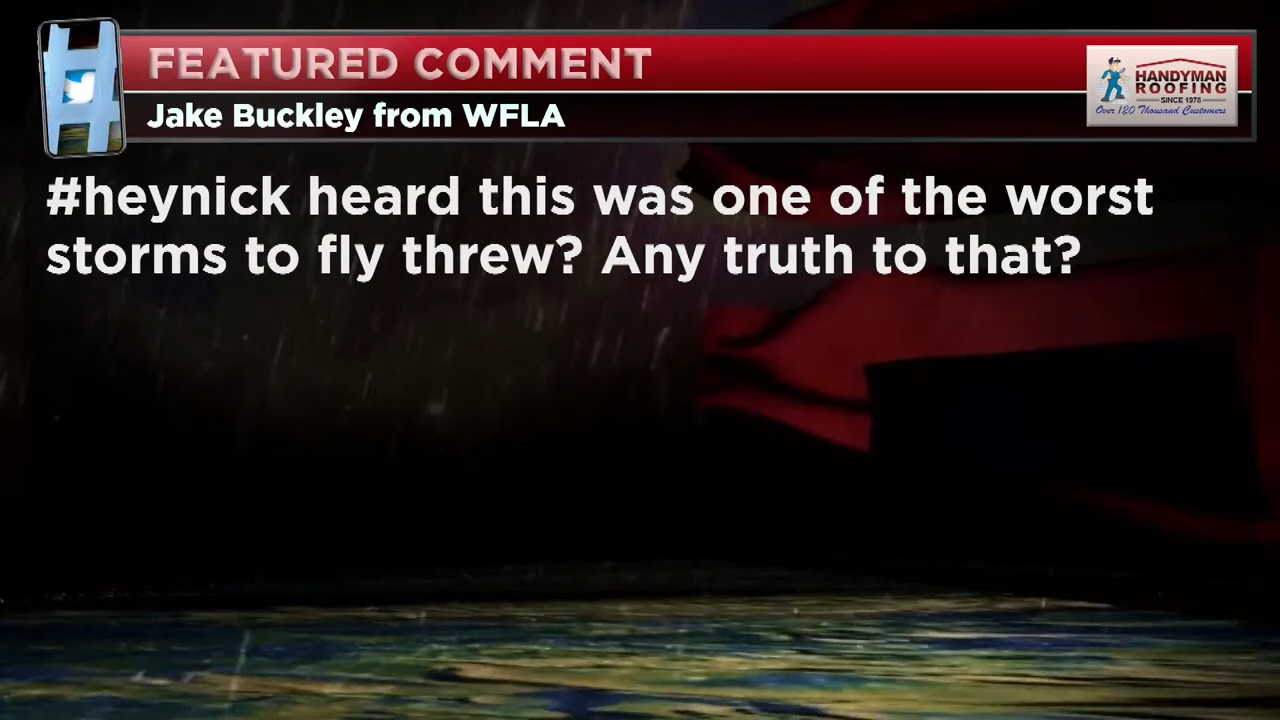 FEATURED COMMENT
Jake Buckley from WFLA
HANDYMAN
ROOFING
SINCE 1978
Over 120 Thousand Customers
#heynick heard this was one of the worst
storms to fly threw? Any truth to that?